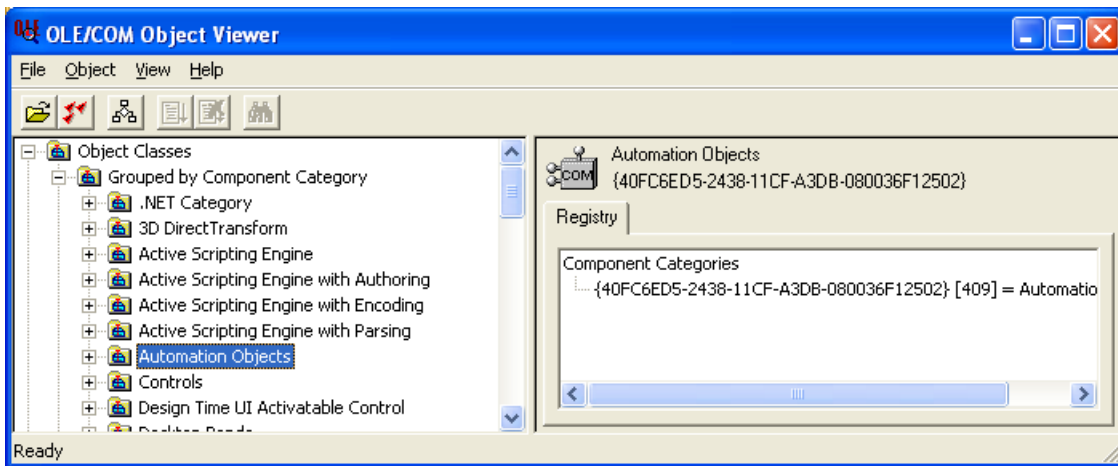 OLE/COM Object Viewer
File Object View Help
Object Classes
Grouped by Component Category
.NET Category
3D DirectTransform
Active Scripting Engine
Active Scripting Engine with Authoring
Active Scripting Engine with Encoding
Active Scripting Engine with Parsing
Automation Objects
Controls
Design Time UI Activatable Control
Automation Objects
COM
{40FC6ED5-2438-11CF-A3DB-080036F12502}
Registry
Component Categories
{40FC6ED5-2438-11CF-A3DB-080036F12502} [409] = Automatio
Ready